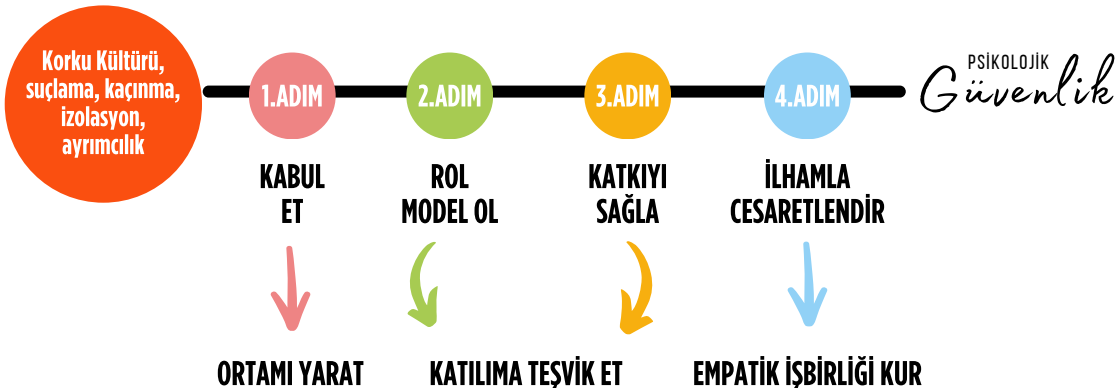 Korku Kültürü,
suçlama, kaçınma,
izolasyon,
ayrımcılık
1.ADIM
2.ADIM
3.ADIM
4.ADIM
PSİKOLOJİK
Güvenlik
KABUL
ET
ROL
MODEL OL
KATKIYI
SAĞLA
İLHAMLA
CESARETLENDİR
ORTAMI YARAT
KATILIMA TEŞVİK ET
EMPATİK İŞBİRLİĞİ KUR